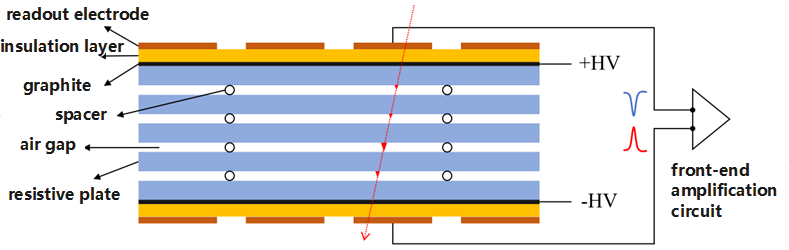 readout electrode
insulation layer
graphite
spacer
air gap
resistive plate
+HV
-HV
front-end
amplification
circuit